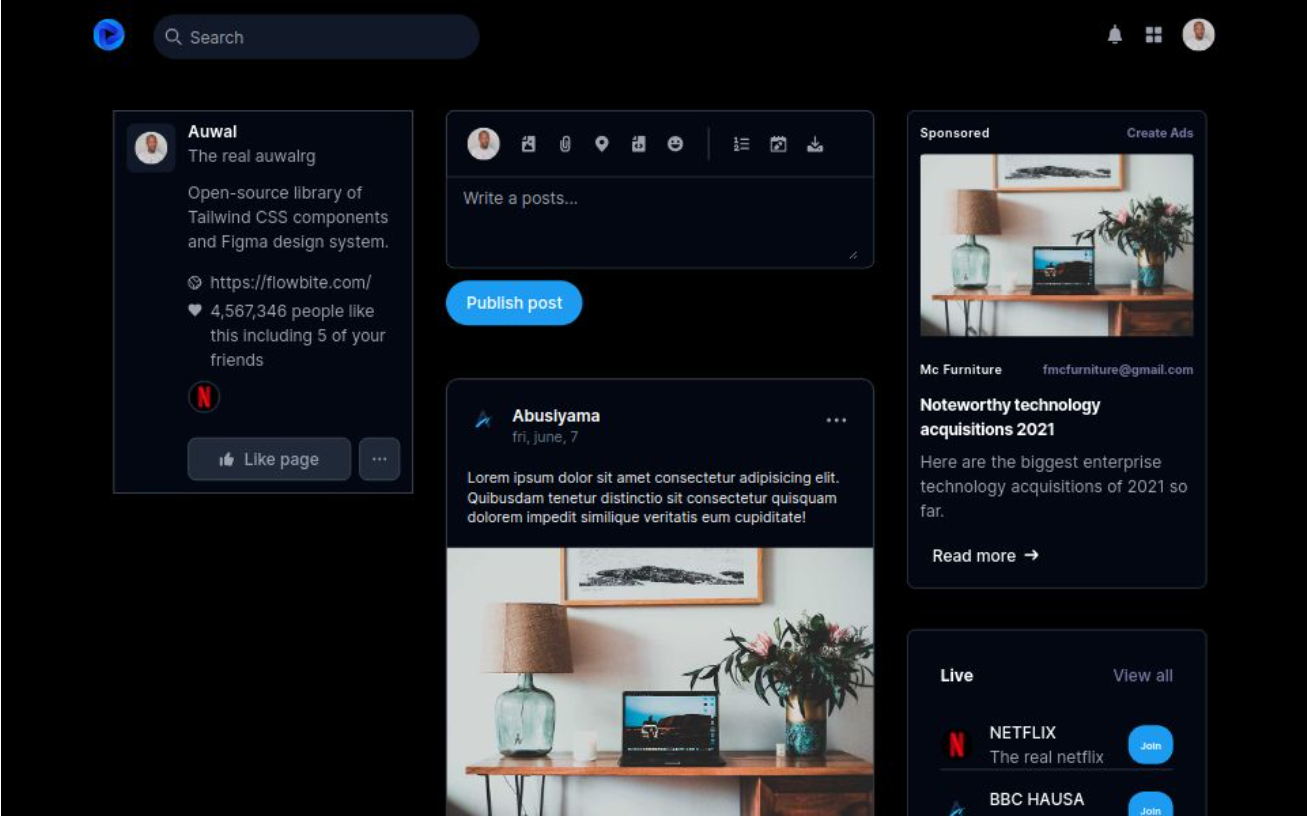 Search
Auwal
The real auwalrg
Open-source library of
Tailwind CSS components
and Figma design system.
https://flowbite.com/
4,567,346 people like
this including 5 of your
friends
N
Like page
Write a posts...
Publish post
Abusiyama
fri, june, 7
Lorem ipsum dolor sit amet consectetur adipisicing elit.
Quibusdam tenetur distinctio sit consectetur quisquam
dolorem impedit similique veritatis eum cupiditate!
Sponsored
Create Ads
Mc Furniture
fmcfurniture@gmail.com
Noteworthy technology
acquisitions 2021
Here are the biggest enterprise
technology acquisitions of 2021 so
far.
Read more
Live
View all
N
NETFLIX
The real netflix
Join
BBC HAUSA
Join